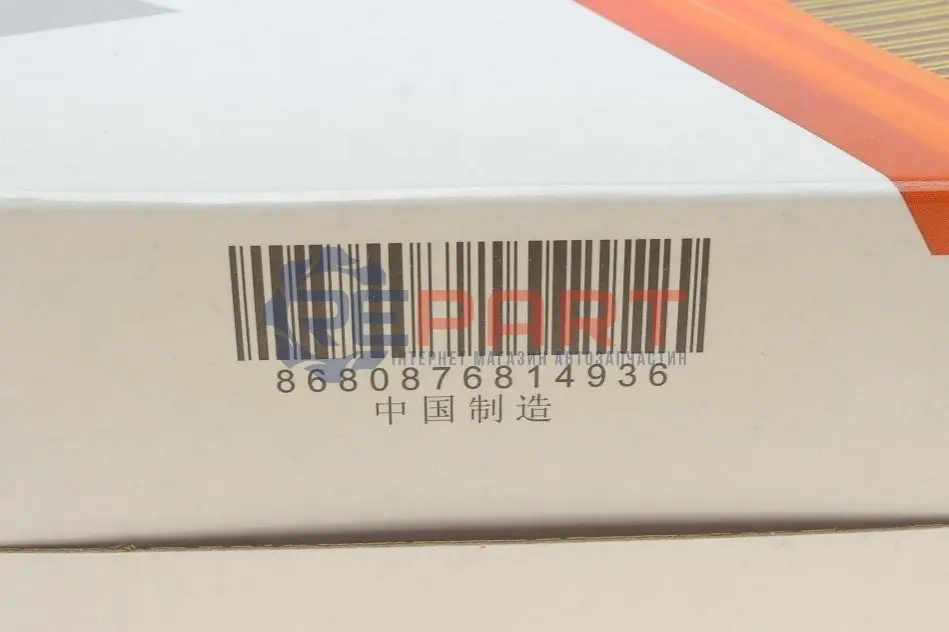 REPART
ІНТЕРНЕТ МАГАЗИН АВТОЗАПЧАСТИН
8680876814936
中国制造